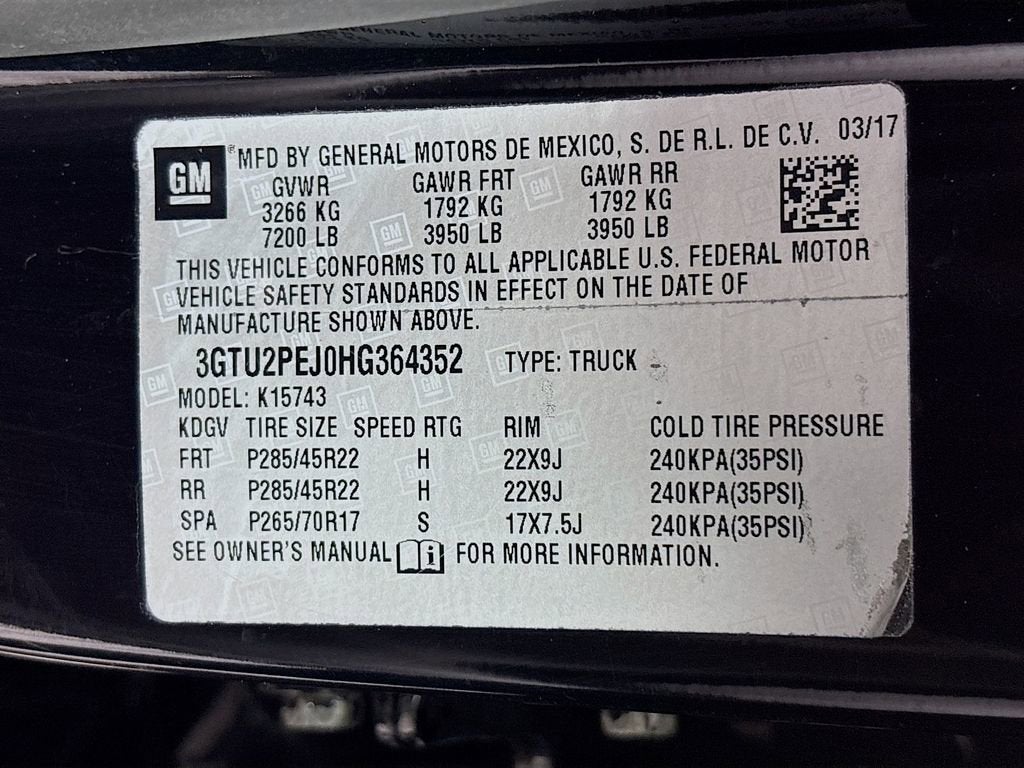 GM
® MFD BY GENERAL MOTORS DE MEXICO, S. DE R.L. DE C.V. 03/17
GVWR GAWR FRT GAWR RR
3266 KG 1792 KG 1792 KG
7200 LB 3950 LB 3950 LB
THIS VEHICLE CONFORMS TO ALL APPLICABLE U.S. FEDERAL MOTOR
VEHICLE SAFETY STANDARDS IN EFFECT ON THE DATE OF
MANUFACTURE SHOWN ABOVE.
3GTU2PEJ0HG364352 TYPE: TRUCK
MODEL: K15743
KDGV TIRE SIZE SPEED RTG RIM COLD TIRE PRESSURE
FRT P285/45R22 H 22X9J 240KPA(35PSI)
RR P285/45R22 H 22X9J 240KPA(35PSI)
SPA P265/70R17 S 17X7.5J 240KPA(35PSI)
SEE OWNER'S MANUAL FOR MORE INFORMATION.